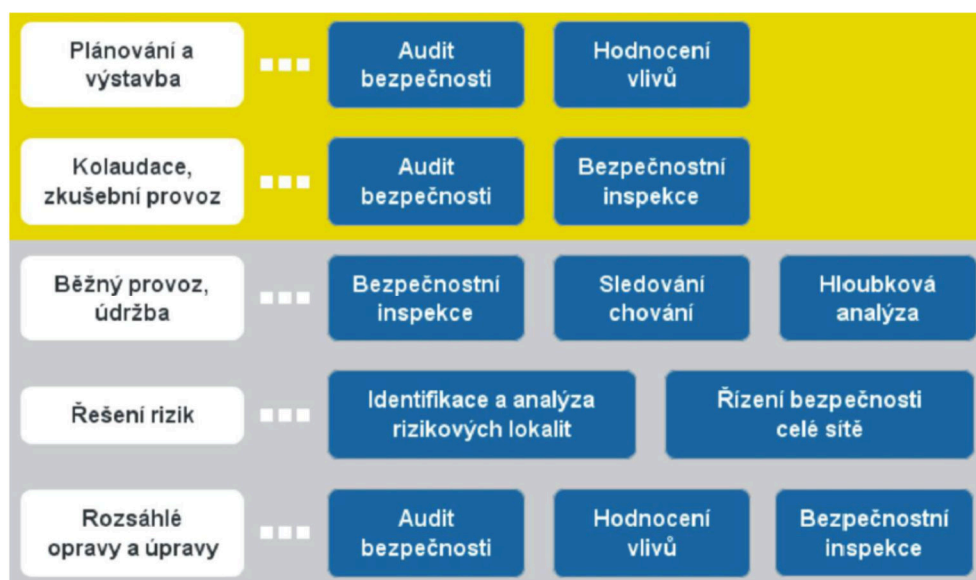 Plánování a
výstavba
Audit
bezpečnosti
Hodnocení
vlivů
Kolaudace,
zkušební provoz
Audit
bezpečnosti
Bezpečnostní
inspekce
Běžný provoz,
údržba
Bezpečnostní
inspekce
Sledování
chování
Hloubková
analýza
Řešení rizik
Identifikace a analýza
rizikových lokalit
Řízení bezpečnosti
celé sítě
Rozsáhlé
opravy a úpravy
Audit
bezpečnosti
Hodnocení
vlivů
Bezpečnostní
inspekce